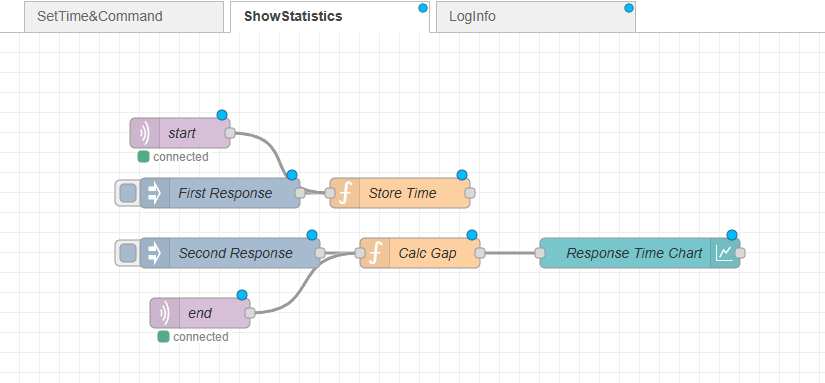 SetTime&Command
ShowStatistics
LogInfo
start
connected
First Response
Store Time
Second Response
Calc Gap
Response Time Chart
end
connected